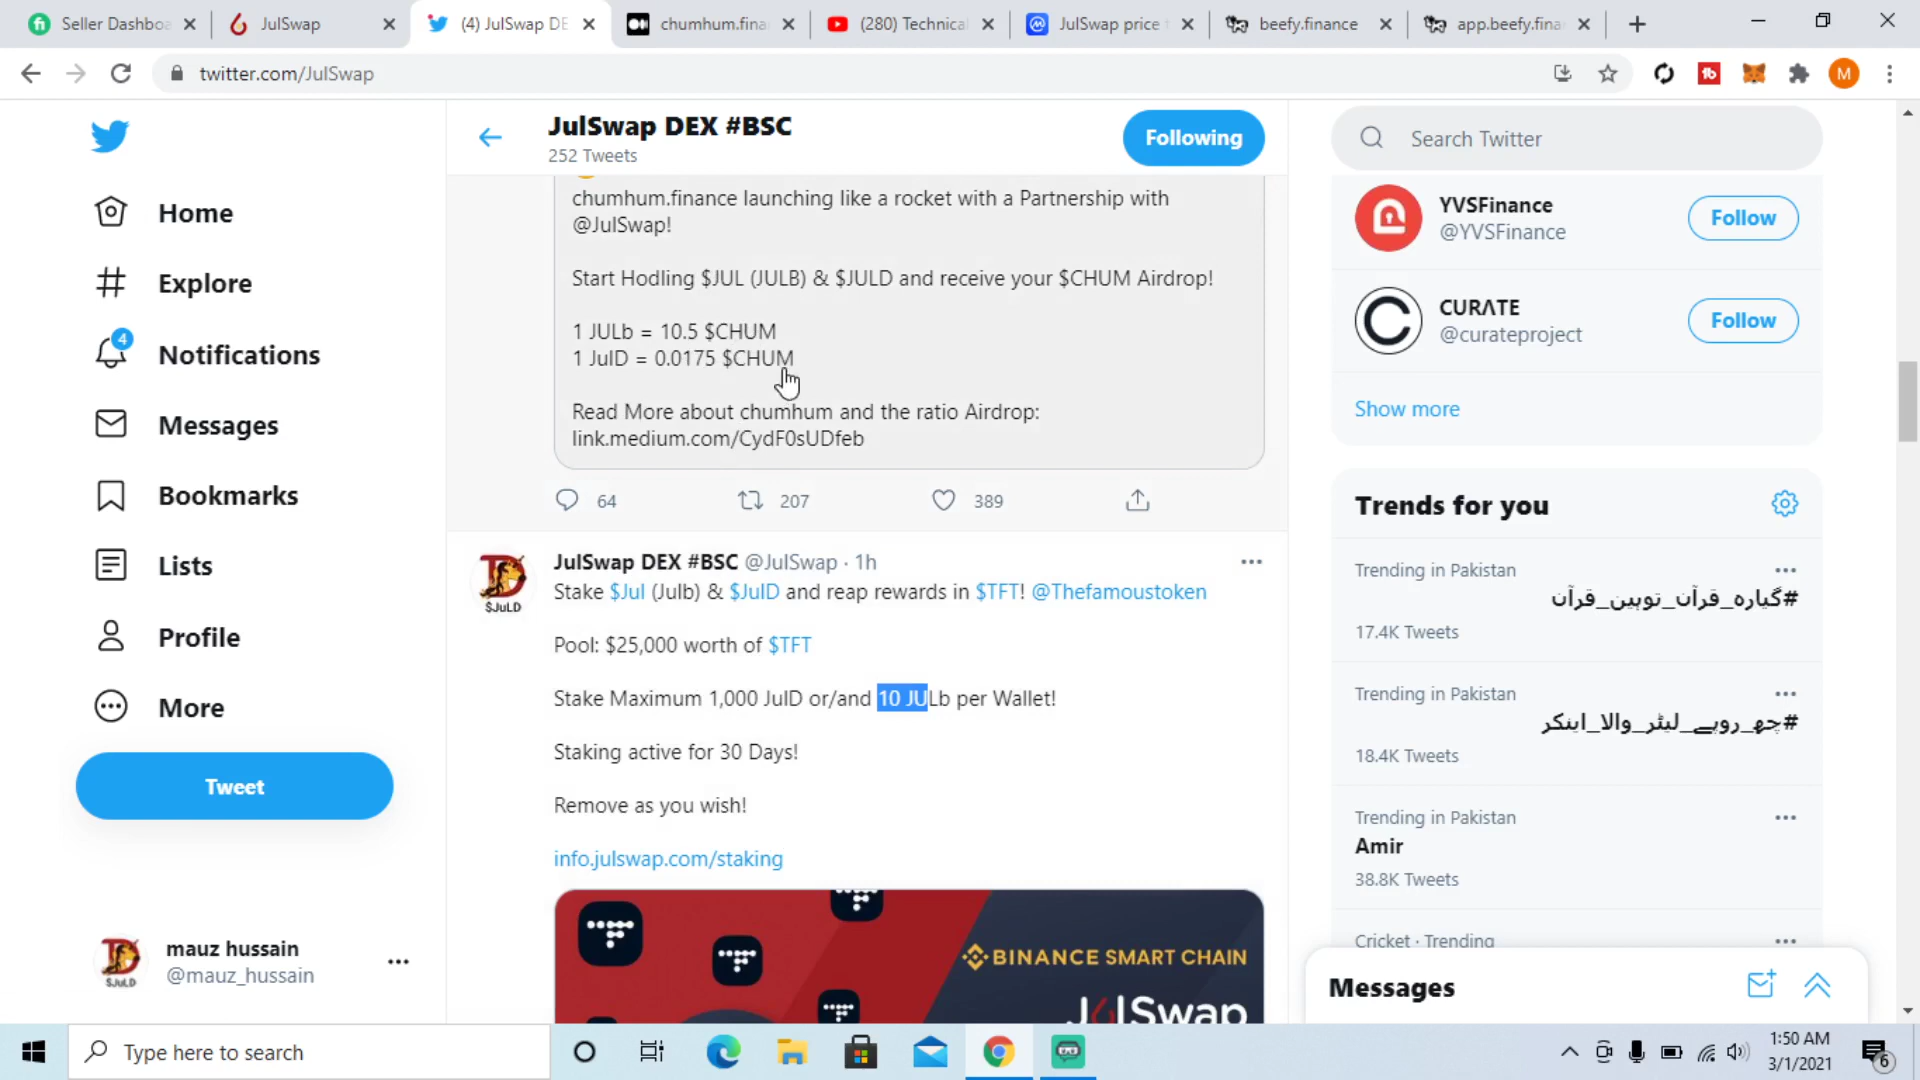 Seller Dashboa
JulSwap
(4) JulSwap DE
chumhum.fina
(280) Technical
JulSwap price t
beefy.finance
app.beefy.fina
twitter.com/JulSwap
M
Home
Explore
4
Notifications
Messages
Bookmarks
Lists
Profile
More
Tweet
mauz hussain
@mauz_hussain
JulSwap DEX #BSC
252 Tweets
Following
chumhum.finance launching like a rocket with a Partnership with
@JulSwap!
Start Hodling $JUL (JULB) & $JULD and receive your $CHUM Airdrop!
1 JULb = 10.5 $CHUM
1 JulD = 0.0175 $CHUM
Read More about chumhum and the ratio Airdrop:
link.medium.com/CydF0sUDfeb
64
207
389
$JuLD
JulSwap DEX #BSC @JulSwap · 1h
Stake $Jul (Julb) & $JulD and reap rewards in $TFT! @Thefamoustoken
Pool: $25,000 worth of $TFT
Stake Maximum 1,000 JulD or/and 10 JULb per Wallet!
Staking active for 30 Days!
Remove as you wish!
info.julswap.com/staking
BINANCE SMART CHAIN
JulSwap
Search Twitter
YVSFinance
@YVSFinance
Follow
CURΛTE
@curateproject
Follow
Show more
Trends for you
Trending in Pakistan
#گیارہ_قرآن_توہین_قرآن
17.4K Tweets
Trending in Pakistan
#چھ_روپے_لیٹر_والا_اینکر
18.4K Tweets
Trending in Pakistan
Amir
38.8K Tweets
Cricket · Trending
Messages
Type here to search
1:50 AM
3/1/2021
6